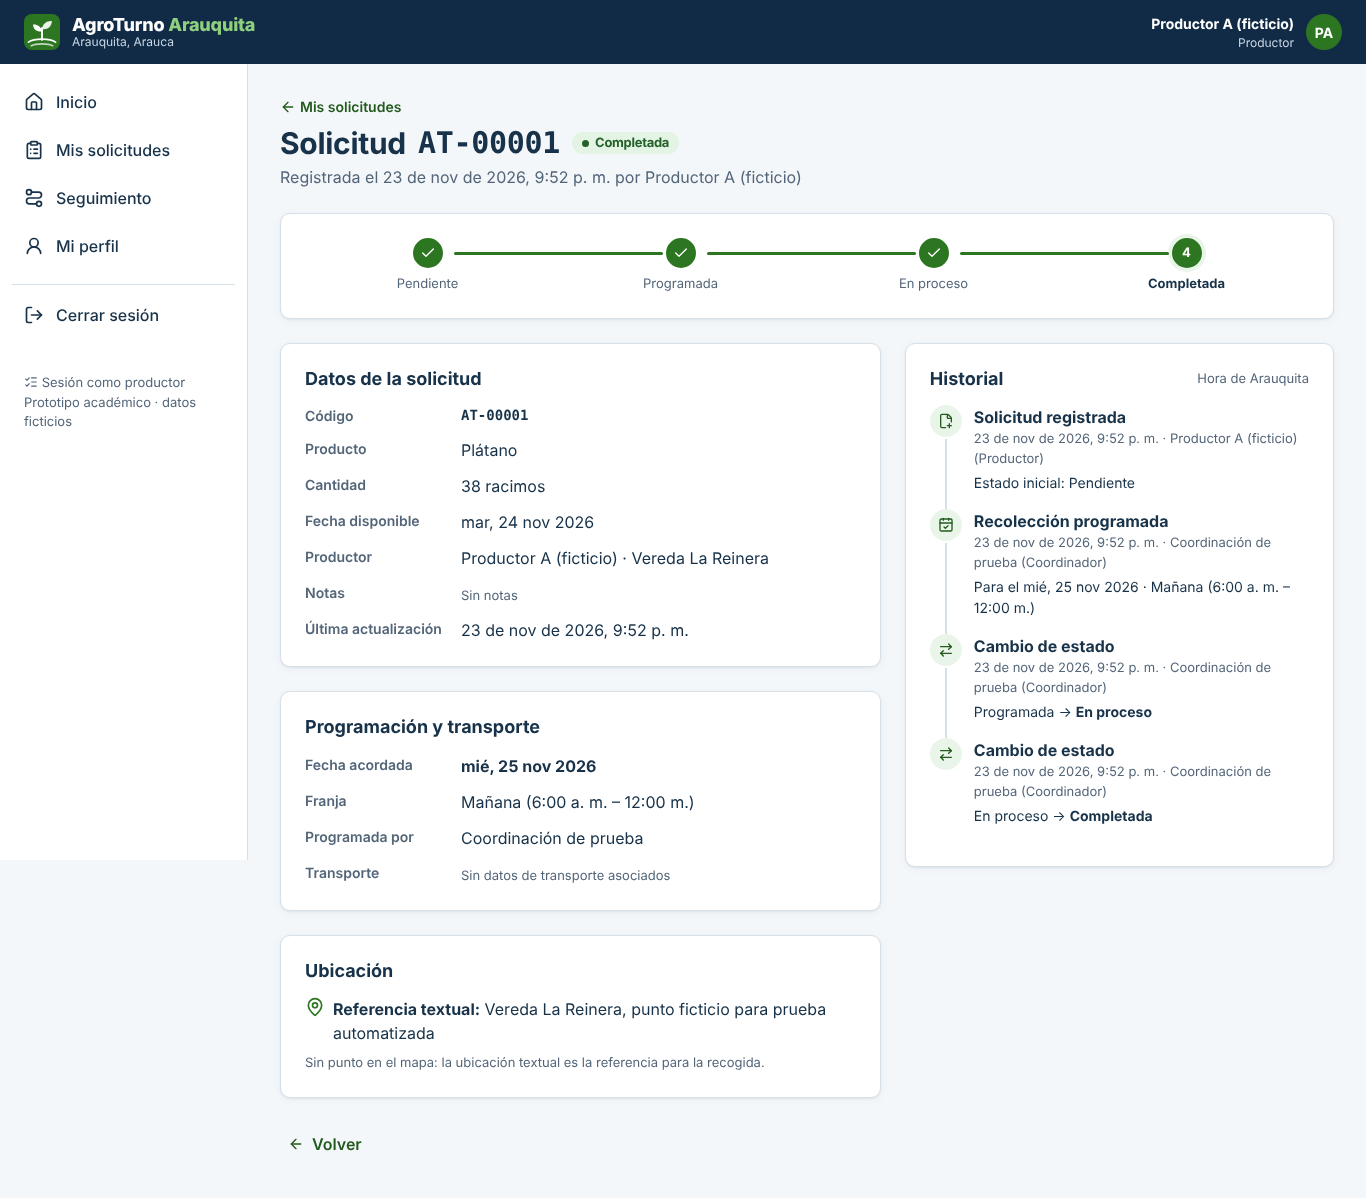 AgroTurno Arauquita
Arauquita, Arauca
Productor A (ficticio)
Productor
PA
Inicio
Mis solicitudes
Seguimiento
Mi perfil
Cerrar sesión
Sesión como productor
Prototipo académico · datos
ficticios
← Mis solicitudes
Solicitud AT-00001
Completada
Registrada el 23 de nov de 2026, 9:52 p. m. por Productor A (ficticio)
Pendiente
Programada
En proceso
4
Completada
Datos de la solicitud
Código AT-00001
Producto Plátano
Cantidad 38 racimos
Fecha disponible mar, 24 nov 2026
Productor Productor A (ficticio) · Vereda La Reinera
Notas Sin notas
Última actualización 23 de nov de 2026, 9:52 p. m.
Programación y transporte
Fecha acordada mié, 25 nov 2026
Franja Mañana (6:00 a. m. – 12:00 m.)
Programada por Coordinación de prueba
Transporte Sin datos de transporte asociados
Ubicación
Referencia textual: Vereda La Reinera, punto ficticio para prueba
automatizada
Sin punto en el mapa: la ubicación textual es la referencia para la recogida.
← Volver
Historial
Hora de Arauquita
Solicitud registrada
23 de nov de 2026, 9:52 p. m. · Productor A (ficticio)
(Productor)
Estado inicial: Pendiente
Recolección programada
23 de nov de 2026, 9:52 p. m. · Coordinación de
prueba (Coordinador)
Para el mié, 25 nov 2026 · Mañana (6:00 a. m. –
12:00 m.)
Cambio de estado
23 de nov de 2026, 9:52 p. m. · Coordinación de
prueba (Coordinador)
Programada → En proceso
Cambio de estado
23 de nov de 2026, 9:52 p. m. · Coordinación de
prueba (Coordinador)
En proceso → Completada